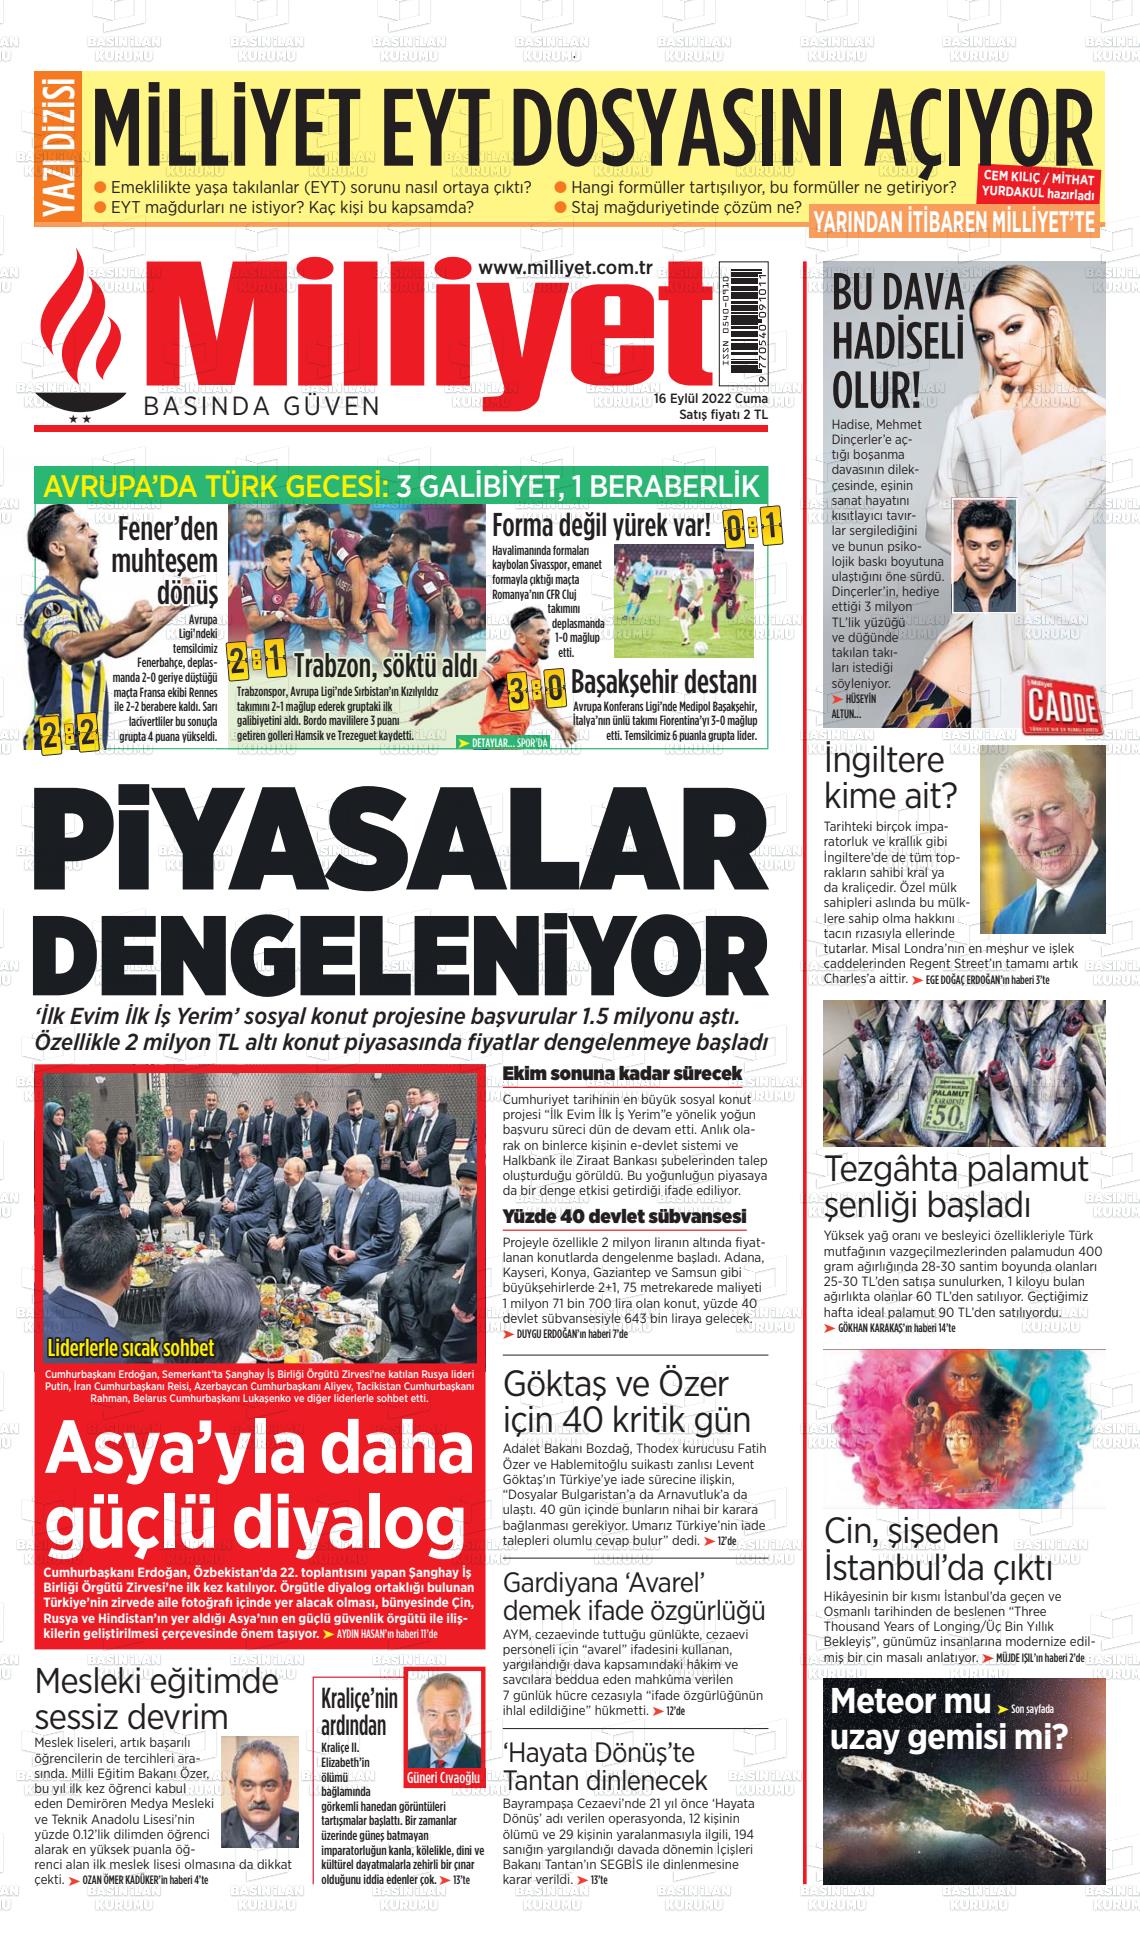 YAZI DİZİSİ
MİLLİYET EYT DOSYASINI AÇIYOR
Emeklilikte yaşa takılanlar (EYT) sorunu nasıl ortaya çıktı?
EYT mağdurları ne istiyor? Kaç kişi bu kapsamda?
Hangi formüller tartışılıyor, bu formüller ne getiriyor?
Staj mağduriyetinde çözüm ne?
CEM KILIÇ / MİTHAT
YURDAKUL hazırladı
YARINDAN İTİBAREN MİLLİYET'TE
Milliyet
www.milliyet.com.tr
BASINDA GÜVEN
ISSN 0540-0910
9 770540 091011
16 Eylül 2022 Cuma
Satış fiyatı 2 TL
AVRUPA'DA TÜRK GECESİ: 3 GALİBİYET, 1 BERABERLİK
Fener'den
muhteşem
dönüş
Avrupa
Ligi'ndeki
temsilcimiz
Fenerbahçe, deplas-
manda 2-0 geriye düştüğü
maçta Fransa ekibi Rennes
ile 2-2 berabere kaldı. Sarı
lacivertliler bu sonuçla
grupta 4 puana yükseldi.
2:2
2:1
Trabzon, söktü aldı
Trabzonspor, Avrupa Ligi'nde Sırbistan'ın Kızılyıldız
takımını 2-1 mağlup ederek gruptaki ilk
galibiyetini aldı. Bordo mavililere 3 puanı
getiren golleri Hamsik ve Trezeguet kaydetti.
Forma değil yürek var!
0:1
Havalimanında formaları
kaybolan Sivasspor, emanet
formayla çıktığı maçta
Romanya'nın CFR Cluj
takımını
deplasmanda
1-0 mağlup
etti.
3:0
Başakşehir destanı
Avrupa Konferans Ligi'nde Medipol Başakşehir,
İtalya'nın ünlü takımı Fiorentina'yı 3-0 mağlup
etti. Temsilcimiz 6 puanla grupta lider.
DETAYLAR... SPOR'DA
PİYASALAR
DENGELENİYOR
'İlk Evim İlk İş Yerim' sosyal konut projesine başvurular 1.5 milyonu aştı.
Özellikle 2 milyon TL altı konut piyasasında fiyatlar dengelenmeye başladı
Liderlerle sıcak sohbet
Cumhurbaşkanı Erdoğan, Semerkant'ta Şanghay İş Birliği Örgütü Zirvesi'ne katılan Rusya lideri
Putin, İran Cumhurbaşkanı Reisi, Azerbaycan Cumhurbaşkanı Aliyev, Tacikistan Cumhurbaşkanı
Rahman, Belarus Cumhurbaşkanı Lukaşenko ve diğer liderlerle sohbet etti.
Asya'yla daha
güçlü diyalog
Cumhurbaşkanı Erdoğan, Özbekistan'da 22. toplantısını yapan Şanghay İş
Birliği Örgütü Zirvesi'ne ilk kez katılıyor. Örgütle diyalog ortaklığı bulunan
Türkiye'nin zirvede aile fotoğrafı içinde yer alacak olması, bünyesinde Çin,
Rusya ve Hindistan'ın yer aldığı Asya'nın en güçlü güvenlik örgütü ile iliş-
kilerin geliştirilmesi çerçevesinde önem taşıyor. AYDIN HASAN'ın haberi 11'de
Ekim sonuna kadar sürecek
Cumhuriyet tarihinin en büyük sosyal konut
projesi "İlk Evim İlk İş Yerim"e yönelik yoğun
başvuru süreci dün de devam etti. Anlık ola-
rak on binlerce kişinin e-devlet sistemi ve
Halkbank ile Ziraat Bankası şubelerinden talep
oluşturduğu görüldü. Bu yoğunluğun piyasaya
da bir denge etkisi getirdiği ifade ediliyor.
Yüzde 40 devlet sübvansesi
Projeyle özellikle 2 milyon liranın altında fiyat-
lanan konutlarda dengelenme başladı. Adana,
Kayseri, Konya, Gaziantep ve Samsun gibi
büyükşehirlerde 2+1, 75 metrekarede maliyeti
1 milyon 71 bin 700 lira olan konut, yüzde 40
devlet sübvansesiyle 643 bin liraya gelecek.
DUYGU ERDOĞAN'ın haberi 7'de
Göktaş ve Özer
için 40 kritik gün
Adalet Bakanı Bozdağ, Thodex kurucusu Fatih
Özer ve Hablemitoğlu suikastı zanlısı Levent
Göktaş'ın Türkiye'ye iade sürecine ilişkin,
"Dosyalar Bulgaristan'a da Arnavutluk'a da
ulaştı. 40 gün içinde bunların nihai bir karara
bağlanması gerekiyor. Umarız Türkiye'nin iade
talepleri olumlu cevap bulur" dedi. 12'de
Gardiyana 'Avarel'
demek ifade özgürlüğü
AYM, cezaevinde tuttuğu günlükte, cezaevi
personeli için "avarel" ifadesini kullanan,
yargılandığı dava kapsamındaki hâkim ve
savcılara beddua eden mahkûma verilen
7 günlük hücre cezasıyla "ifade özgürlüğünün
ihlal edildiğine" hükmetti. 12'de
'Hayata Dönüş'te
Tantan dinlenecek
Bayrampaşa Cezaevi'nde 21 yıl önce 'Hayata
Dönüş' adı verilen operasyonda, 12 kişinin
ölümü ve 29 kişinin yaralanmasıyla ilgili, 194
sanığın yargılandığı davada dönemin İçişleri
Bakanı Tantan'ın SEGBİS ile dinlenmesine
karar verildi. 13'te
Mesleki eğitimde
sessiz devrim
Meslek liseleri, artık başarılı
öğrencilerin de tercihleri ara-
sında. Milli Eğitim Bakanı Özer,
bu yıl ilk kez öğrenci kabul
eden Demirören Medya Mesleki
ve Teknik Anadolu Lisesi'nin
yüzde 0.12'lik dilimden öğrenci
alarak en yüksek puanla öğ-
renci alan ilk meslek lisesi olmasına da dikkat
çekti. OZAN ÖMER KADÜKER'in haberi 4'te
Kraliçe'nin
ardından
Güneri Cıvaoğlu
Kraliçe II.
Elizabeth'in
ölümü
bağlamında
görkemli hanedan görüntüleri
tartışmalar başlattı. Bir zamanlar
üzerinde güneş batmayan
imparatorluğun kanla, kölelikle, dini ve
kültürel dayatmalarla zehirli bir çınar
olduğunu iddia edenler çok. 13'te
BU DAVA
HADİSELİ
OLUR!
Hadise, Mehmet
Dinçerler'e aç-
tığı boşanma
davasının dilek-
çesinde, eşinin
sanat hayatını
kısıtlayıcı tavır-
lar sergilediğini
ve bunun psiko-
lojik baskı boyutuna
ulaştığını öne sürdü.
Dinçerler'in, hediye
ettiği 3 milyon
TL'lik yüzüğü
ve düğünde
takılan takı-
ları istediği
söyleniyor.
HÜSEYİN
ALTUN...
Milliyet
CADDE
İngiltere
kime ait?
Tarihteki birçok impa-
ratorluk ve krallık gibi
İngiltere'de de tüm top-
rakların sahibi kral ya
da kraliçedir. Özel mülk
sahipleri aslında bu mülk-
lere sahip olma hakkını
tacın rızasıyla ellerinde
tutarlar. Misal Londra'nın en meşhur ve işlek
caddelerinden Regent Street'ın tamamı artık
Charles'a aittir. EGE DOĞAÇ ERDOĞAN'ın haberi 3'te
PALAMUT
KARADENİZ
50
Tezgâhta palamut
şenliği başladı
Yüksek yağ oranı ve besleyici özellikleriyle Türk
mutfağının vazgeçilmezlerinden palamudun 400
gram ağırlığında 28-30 santim boyunda olanları
25-30 TL'den satışa sunulurken, 1 kiloyu bulan
ağırlıkta olanlar 60 TL'den satılıyor. Geçtiğimiz
hafta ideal palamut 90 TL'den satılıyordu.
GÖKHAN KARAKAŞ'ın haberi 14'te
Cin, şişeden
İstanbul'da çıktı
Hikâyesinin bir kısmı İstanbul'da geçen ve
Osmanlı tarihinden de beslenen "Three
Thousand Years of Longing/Üç Bin Yıllık
Bekleyiş", günümüz insanlarına modernize edil-
miş bir cin masalı anlatıyor. MÜJDE IŞIL'ın haberi 2'de
Meteor mu Son sayfada
uzay gemisi mi?
BASIN İLAN
KURUMU